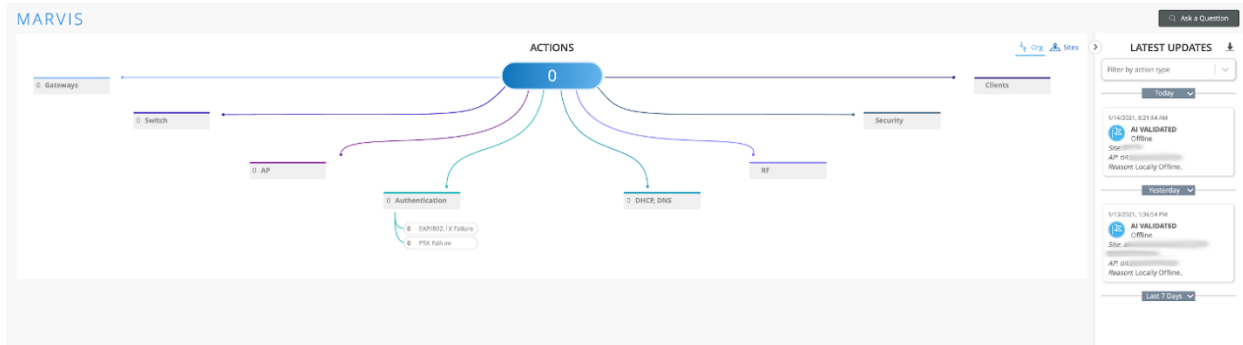 MARVIS
Ask a Question
ACTIONS
0
Org
Sites
0 Gateways
Clients
0 Switch
Security
0 AP
RF
0 Authentication
0 DHCP, DNS
0 EAP/802.1X Failure
0 PSK Failure
LATEST UPDATES
Filter by action type
Today
1/14/2021, 8:21:04 AM
AI VALIDATED
Offline
Site:
AP: d4
Reason: Locally Offline.
Yesterday
1/13/2021, 1:36:54 PM
AI VALIDATED
Offline
Site:
AP: d4
Reason: Locally Offline.
Last 7 Days